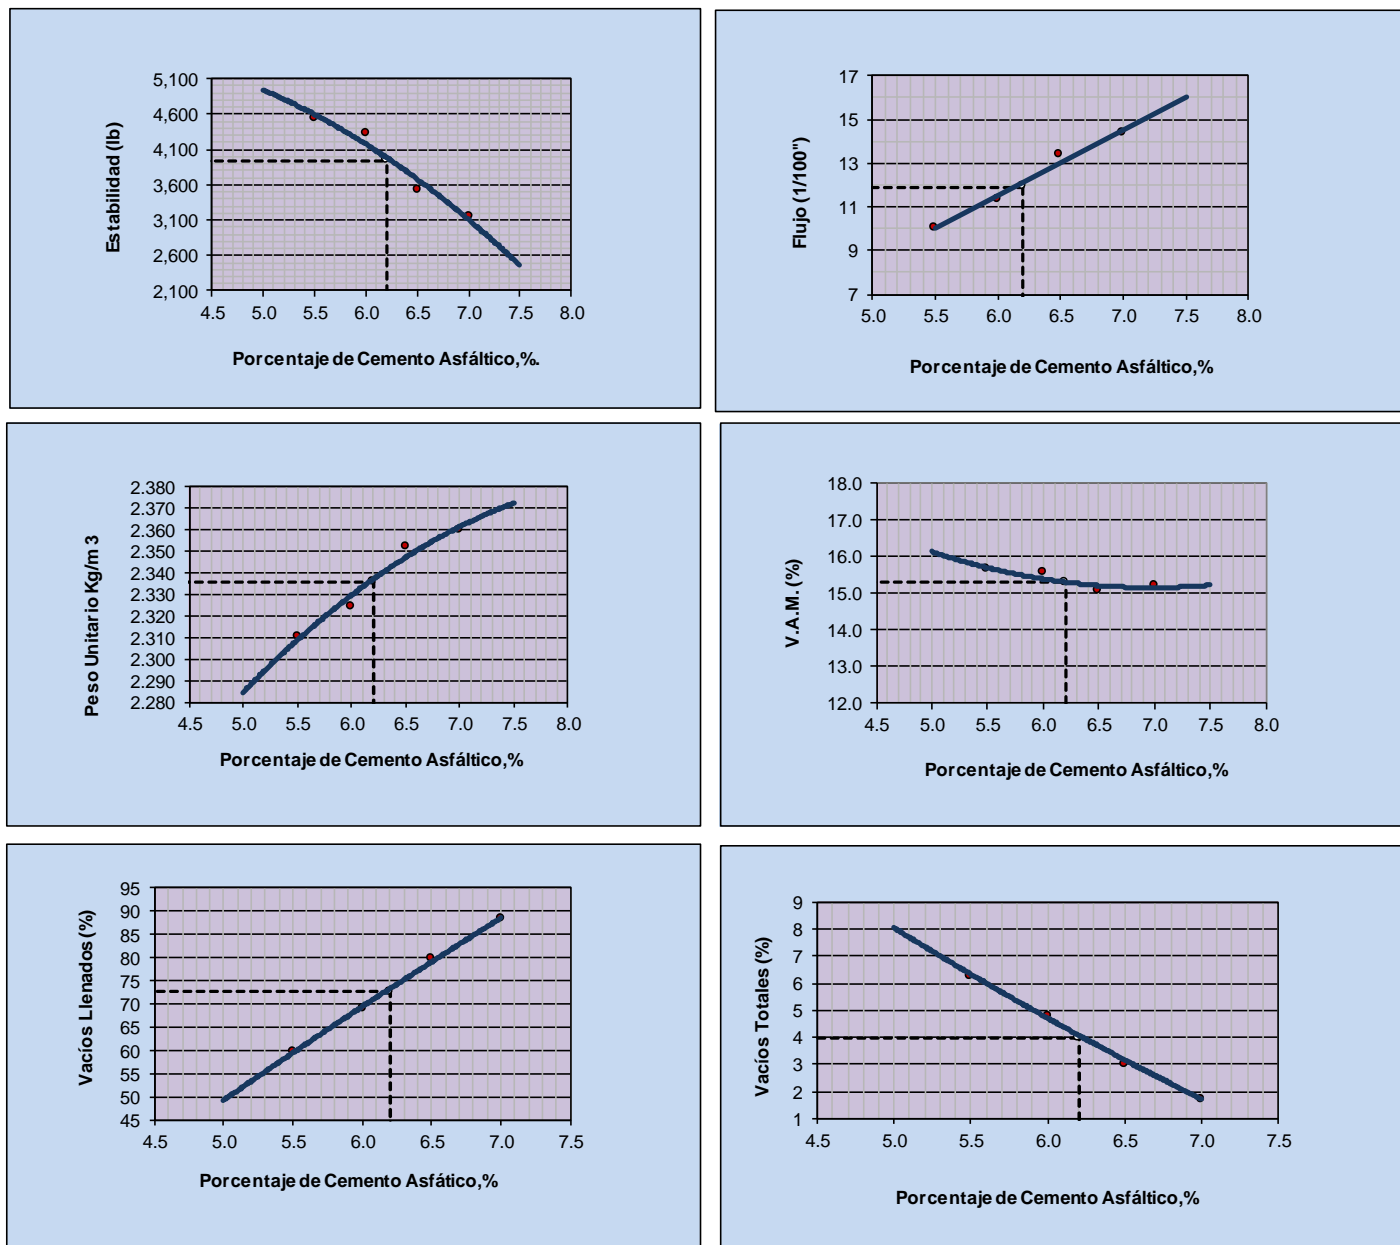 Estabilidad (lb)
5,100
4,600
4,100
3,600
3,100
2,600
2,100
4.5 5.0 5.5 6.0 6.5 7.0 7.5 8.0
Porcentaje de Cemento Asfáltico,%.
Flujo (1/100")
17
15
13
11
9
7
5.0 5.5 6.0 6.5 7.0 7.5 8.0
Porcentaje de Cemento Asfáltico,%
Peso Unitario Kg/m 3
2.380
2.370
2.360
2.350
2.340
2.330
2.320
2.310
2.300
2.290
2.280
4.5 5.0 5.5 6.0 6.5 7.0 7.5 8.0
Porcentaje de Cemento Asfáltico,%
V.A.M. (%)
18.0
17.0
16.0
15.0
14.0
13.0
12.0
4.5 5.0 5.5 6.0 6.5 7.0 7.5 8.0
Porcentaje de Cemento Asfáltico,%
Vacíos Llenados (%)
95
90
85
80
75
70
65
60
55
50
45
4.5 5.0 5.5 6.0 6.5 7.0 7.5
Porcentaje de Cemento Asfático,%
Vacíos Totales (%)
9
8
7
6
5
4
3
2
1
4.5 5.0 5.5 6.0 6.5 7.0 7.5
Porcentaje de Cemento Asfáltico,%